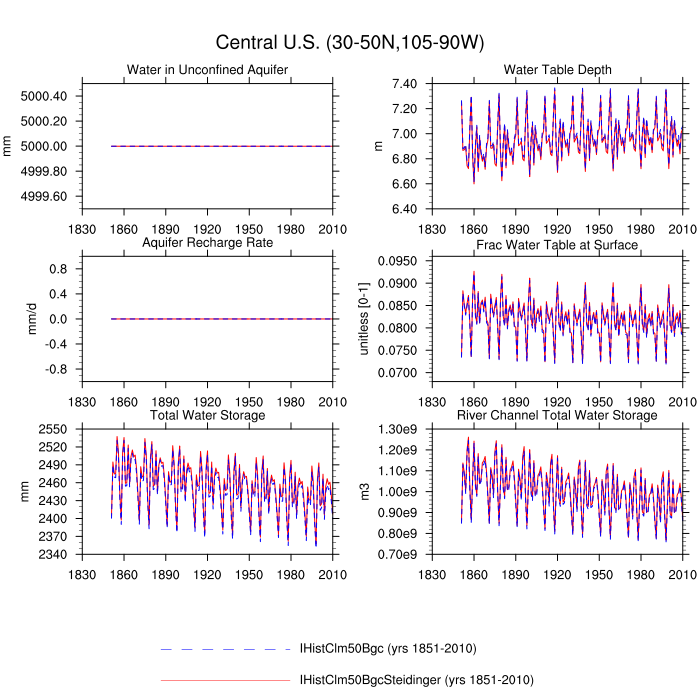 Central U.S. (30-50N,105-90W)
Water in Unconfined Aquifer
5000.40
5000.20
5000.00
4999.80
4999.60
mm
1830 1860 1890 1920 1950 1980 2010
Water Table Depth
7.40
7.20
7.00
6.80
6.60
6.40
m
1830 1860 1890 1920 1950 1980 2010
Aquifer Recharge Rate
0.8
0.4
0.0
-0.4
-0.8
mm/d
1830 1860 1890 1920 1950 1980 2010
Frac Water Table at Surface
0.0950
0.0900
0.0850
0.0800
0.0750
0.0700
unitless [0-1]
1830 1860 1890 1920 1950 1980 2010
Total Water Storage
2550
2520
2490
2460
2430
2400
2370
2340
mm
1830 1860 1890 1920 1950 1980 2010
River Channel Total Water Storage
1.30e9
1.20e9
1.10e9
1.00e9
0.90e9
0.80e9
0.70e9
m3
1830 1860 1890 1920 1950 1980 2010
IHistClm50Bgc (yrs 1851-2010)
IHistClm50BgcSteidinger (yrs 1851-2010)